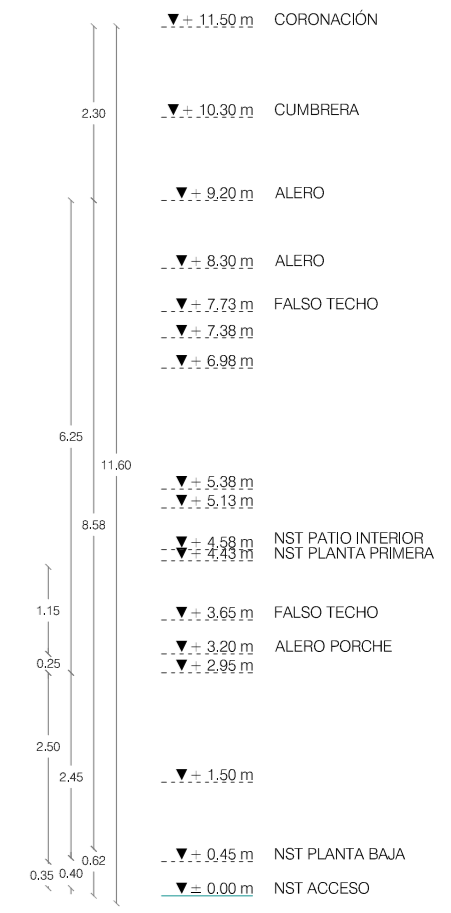 ▼+ 11.50 m CORONACIÓN
2.30
▼+ 10.30 m CUMBRERA
▼+ 9.20 m ALERO
▼+ 8.30 m ALERO
▼+ 7.73 m FALSO TECHO
▼+ 7.38 m
▼+ 6.98 m
6.25
11.60
▼+ 5.38 m
▼+ 5.13 m
8.58
▼+ 4.58 m NST PATIO INTERIOR
▼+ 4.43 m NST PLANTA PRIMERA
1.15
▼+ 3.65 m FALSO TECHO
▼+ 3.20 m ALERO PORCHE
0.25
▼+ 2.95 m
2.50
2.45
▼+ 1.50 m
▼+ 0.45 m NST PLANTA BAJA
0.62
0.35 0.40
▼± 0.00 m NST ACCESO